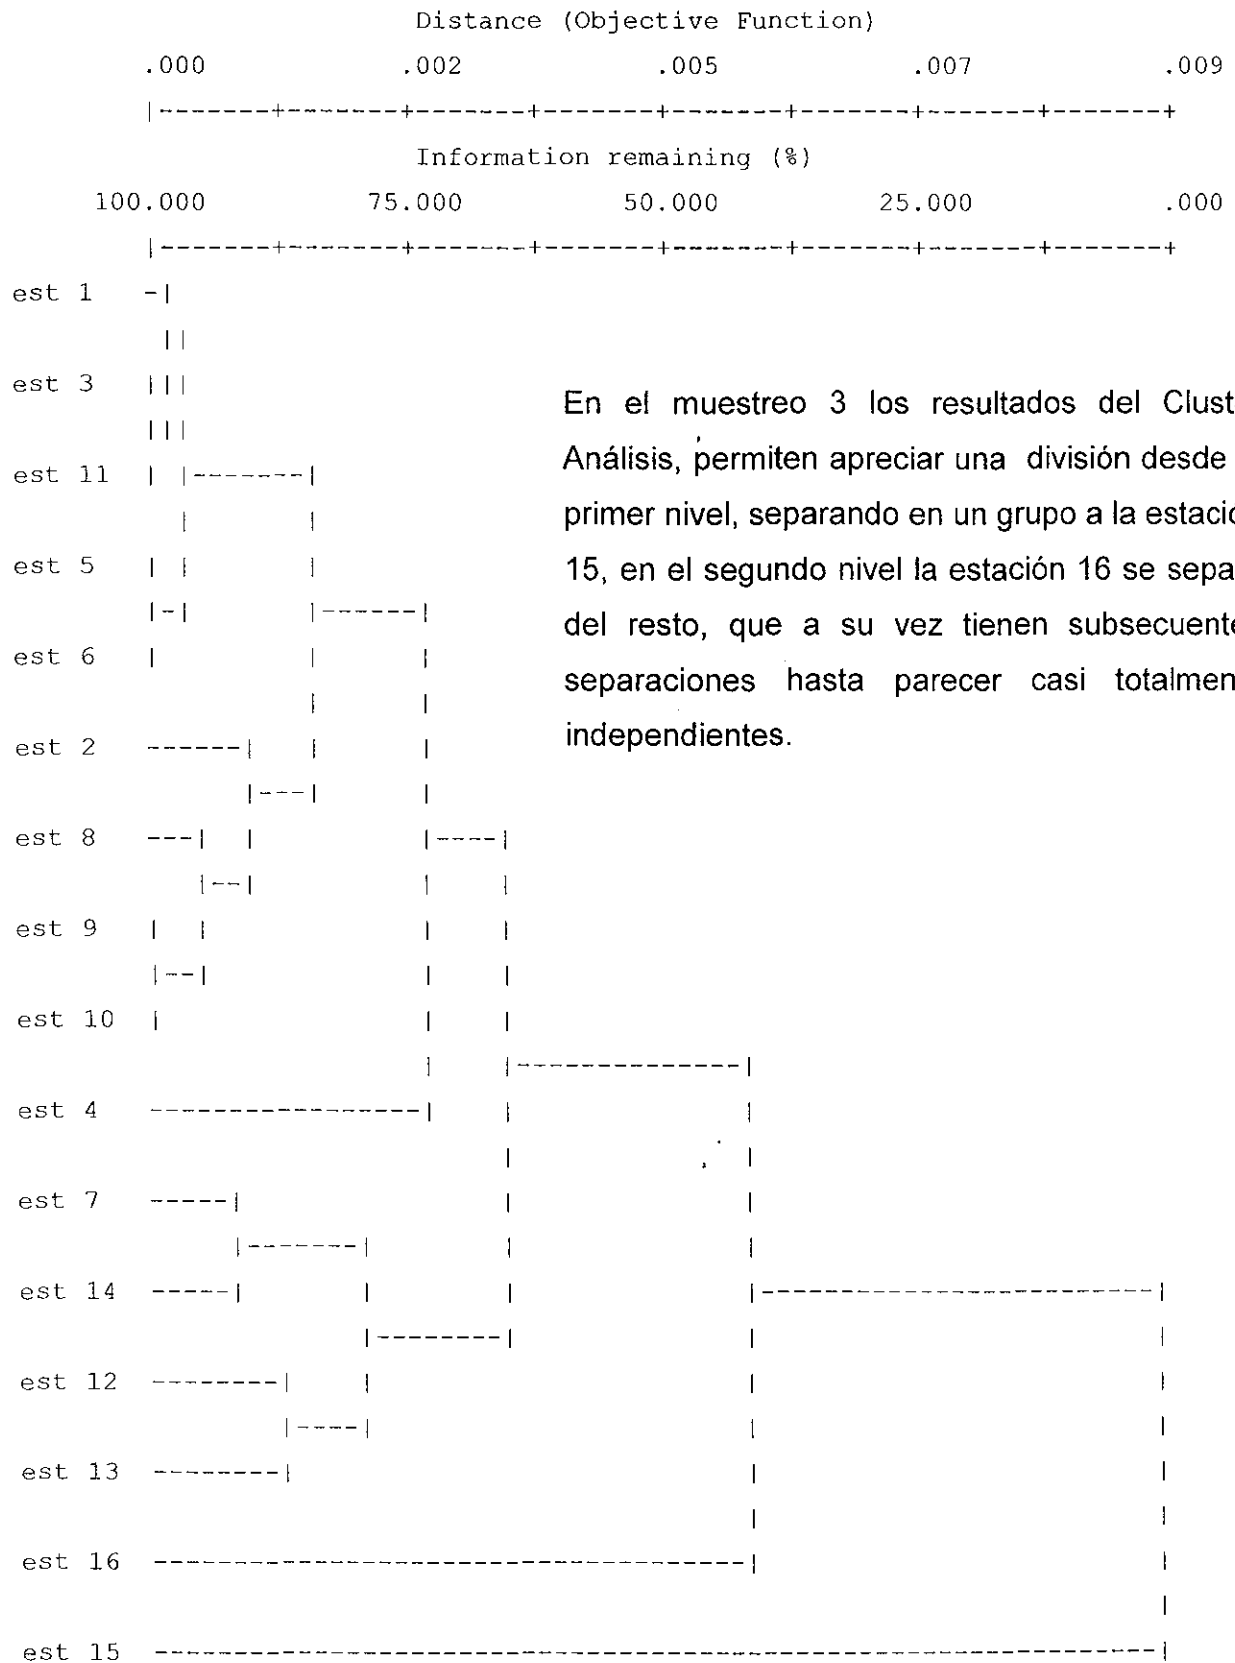 Distance (Objective Function)
.000 .002 .005 .007 .009
|-------+-------+-------+-------+-------+-------+-------+-------+
Information remaining (%)
100.000 75.000 50.000 25.000 .000
|-------+-------+-------+-------+-------+-------+-------+-------+
est 1
est 3
est 11
est 5
est 6
est 2
est 8
est 9
est 10
est 4
est 7
est 14
est 12
est 13
est 16
est 15
En el muestreo 3 los resultados del Clust
Análisis, permiten apreciar una división desde
primer nivel, separando en un grupo a la estaci
15, en el segundo nivel la estación 16 se sepa
del resto, que a su vez tienen subsecuent
separaciones hasta parecer casi totalmen
independientes.